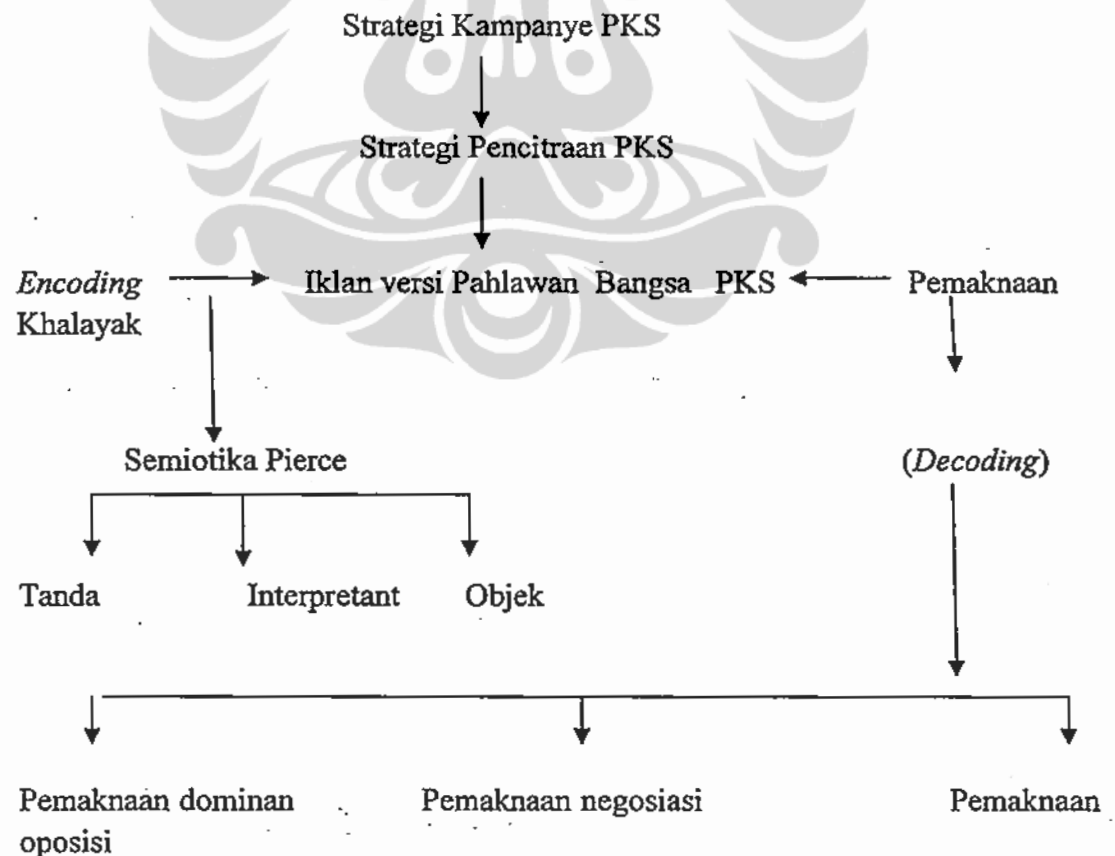 Strategi Kampanye PKS
Strategi Pencitraan PKS
Encoding Iklan versi Pahlawan Bangsa PKS Pemaknaan
Khalayak
Semiotika Pierce (Decoding)
Tanda Interpretant Objek
Pemaknaan dominan Pemaknaan negosiasi Pemaknaan
oposisi